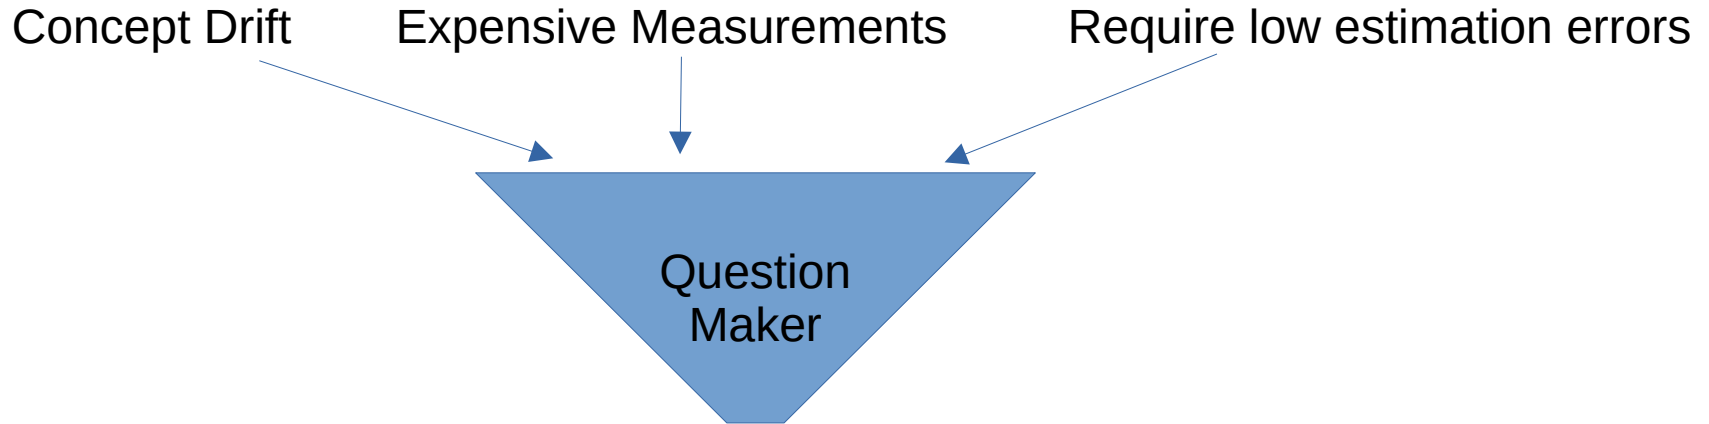 Concept Drift
Expensive Measurements
Require low estimation errors
Question
Maker